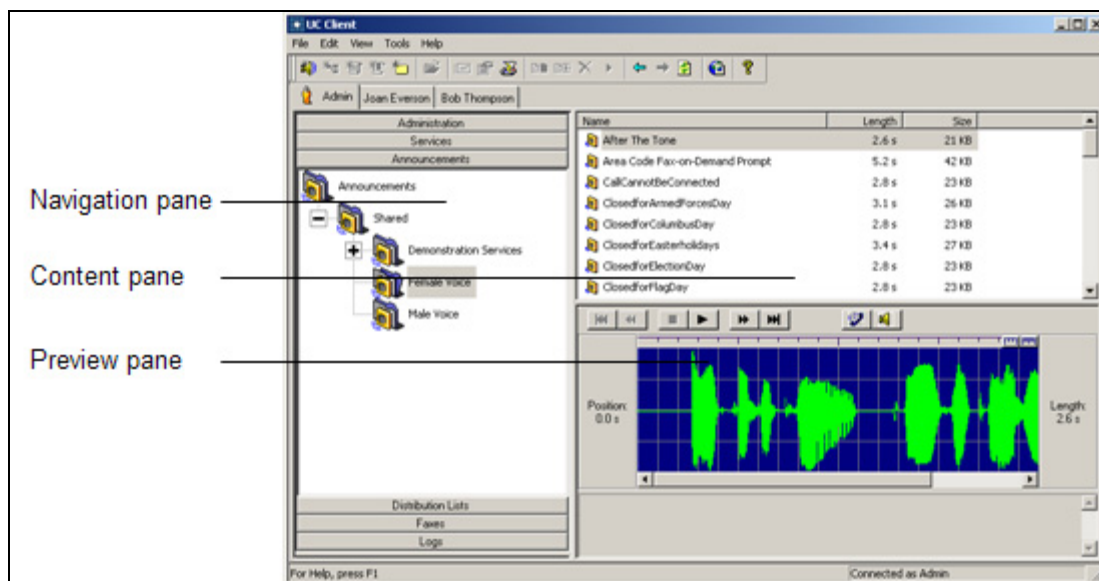 UC Client
File Edit View Tools Help
Admin Joan Everson Bob Thompson
Administration
Services
Announcements
Announcements
Shared
Demonstration Services
Female Voice
Male Voice
Distribution Lists
Faxes
Logs
Navigation pane
Content pane
Preview pane
Name Length Size
After The Tone 2.6 s 21 KB
Area Code Fax-on-Demand Prompt 5.2 s 42 KB
CallCannotBeConnected 2.8 s 23 KB
ClosedforArmedForcesDay 3.1 s 26 KB
ClosedforColumbusDay 2.8 s 23 KB
ClosedforEasterholidays 3.4 s 27 KB
ClosedforElectionDay 2.8 s 23 KB
ClosedforFlagDay 2.8 s 23 KB
Position:
0.0 s
Length:
2.6 s
For Help, press F1
Connected as Admin